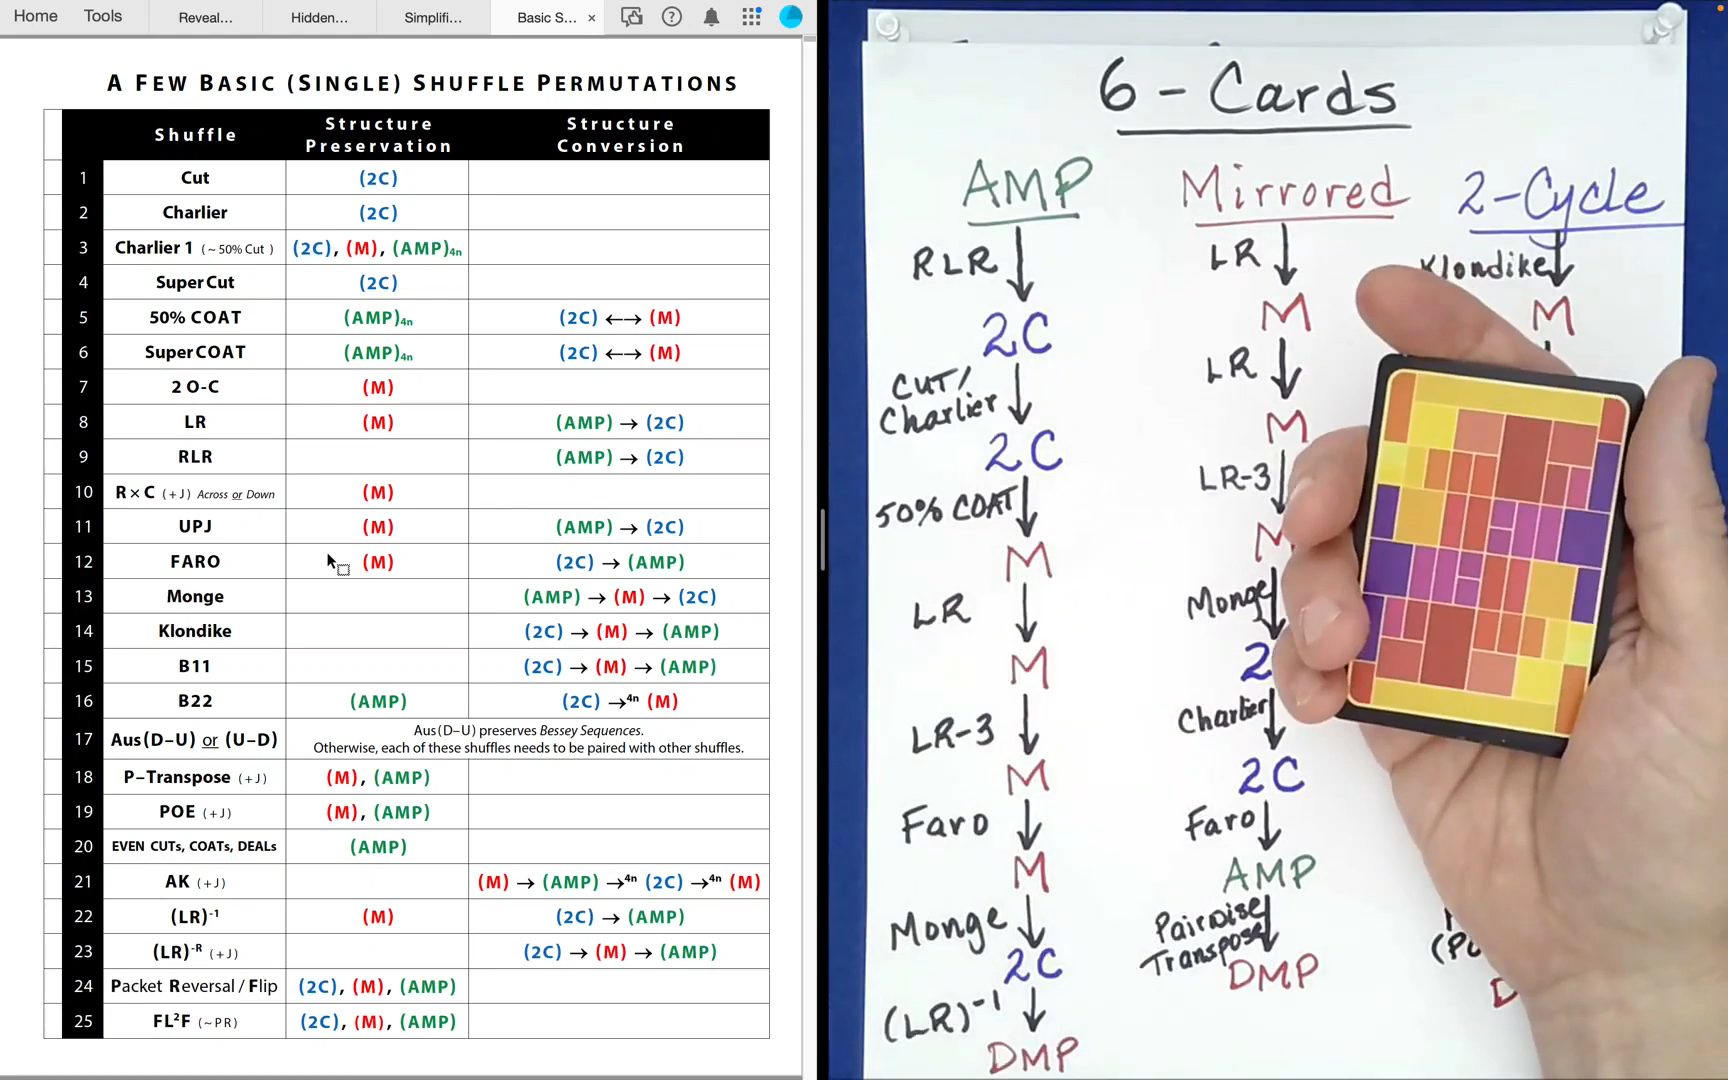 Home Tools Reveal... Hidden... Simplifi... Basic S... ×
A FEW BASIC (SINGLE) SHUFFLE PERMUTATIONS
Shuffle Structure Preservation Structure Conversion
1 Cut (2C)
2 Charlier (2C)
3 Charlier 1 (~50% Cut) (2C), (M), (AMP)4n
4 SuperCut (2C)
5 50% COAT (AMP)4n (2C) ←→ (M)
6 SuperCOAT (AMP)4n (2C) ←→ (M)
7 2 O-C (M)
8 LR (M) (AMP) → (2C)
9 RLR (AMP) → (2C)
10 R×C (+J) Across or Down (M)
11 UPJ (M) (AMP) → (2C)
12 FARO (M) (2C) → (AMP)
13 Monge (AMP) → (M) → (2C)
14 Klondike (2C) → (M) → (AMP)
15 B11 (2C) → (M) → (AMP)
16 B22 (AMP) (2C) →4n (M)
17 Aus(D–U) or (U–D) Aus(D–U) preserves Bessey Sequences.
Otherwise, each of these shuffles needs to be paired with other shuffles.
18 P–Transpose (+J) (M), (AMP)
19 POE (+J) (M), (AMP)
20 EVEN CUTs, COATs, DEALs (AMP)
21 AK (+J) (M) → (AMP) →4n (2C) →4n (M)
22 (LR)-1 (M) (2C) → (AMP)
23 (LR)-R (+J) (2C) → (M) → (AMP)
24 Packet Reversal / Flip (2C), (M), (AMP)
25 FL2F (~PR) (2C), (M), (AMP)
6 - Cards
AMP
RLR
2C
CUT/
Charlier
2C
50% COAT
M
LR
M
LR-3
M
Faro
M
Monge
2C
(LR)-1
DMP
Mirrored
LR
M
LR
M
LR-3
M
Monge
2
Charlier
2C
Faro
AMP
Pairwise
Transpose
DMP
2-Cycle
Klondike
M